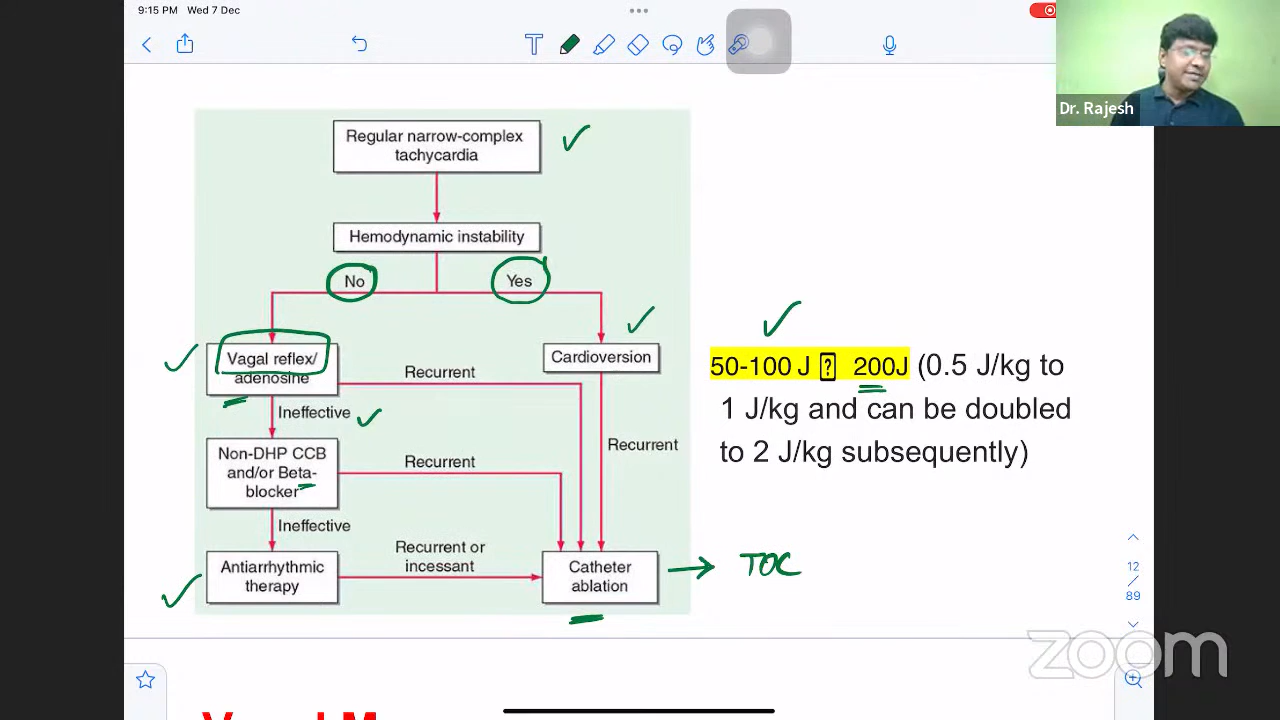 9:15 PM Wed 7 Dec
Dr. Rajesh
Regular narrow-complex
tachycardia
Hemodynamic instability
No
Yes
Vagal reflex/
adenosine
Recurrent
Cardioversion
50-100 J ⍰ 200J (0.5 J/kg to
1 J/kg and can be doubled
to 2 J/kg subsequently)
Ineffective
Recurrent
Non-DHP CCB
and/or Beta-
blocker
Recurrent
Ineffective
Antiarrhythmic
therapy
Recurrent or
incessant
Catheter
ablation
TOC
12
/
89
zoom